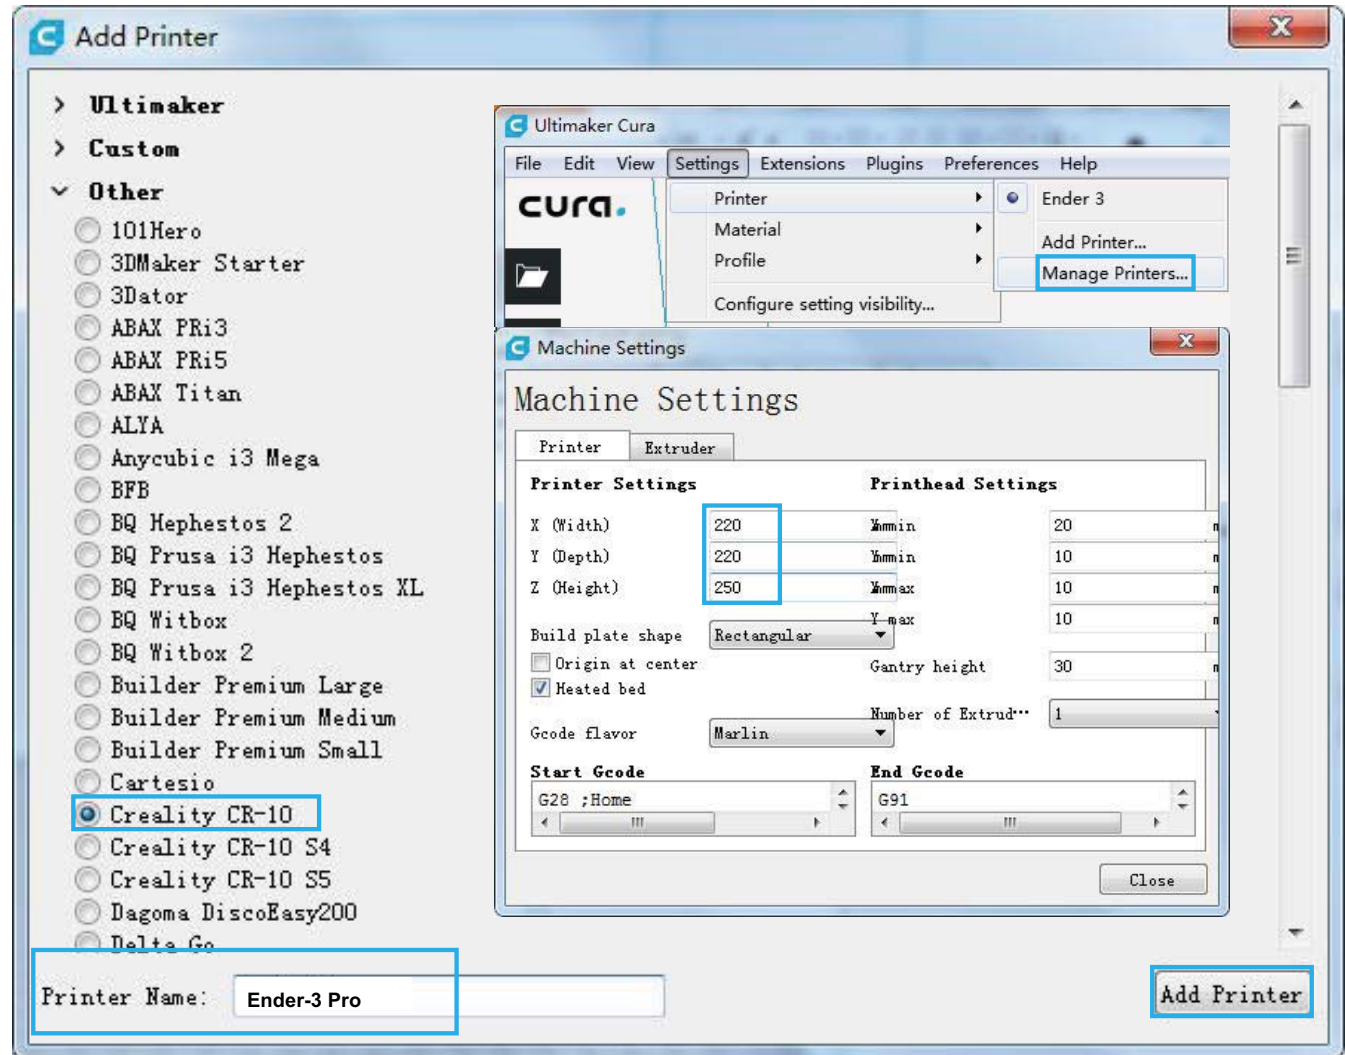 Add Printer
Ultimaker
Custom
Other
101Hero
3DMaker Starter
3Dator
ABAX PRi3
ABAX PRi5
ABAX Titan
ALYA
Anycubic i3 Mega
BFB
BQ Hephestos 2
BQ Prusa i3 Hephestos
BQ Prusa i3 Hephestos XL
BQ Witbox
BQ Witbox 2
Builder Premium Large
Builder Premium Medium
Builder Premium Small
Cartesio
Creality CR-10
Creality CR-10 S4
Creality CR-10 S5
Dagoma DiscoEasy200
Delta Go
Printer Name: Ender-3 Pro
Add Printer
Ultimaker Cura
File Edit View Settings Extensions Plugins Preferences Help
cura.
Printer
Material
Profile
Configure setting visibility...
Ender 3
Add Printer...
Manage Printers...
Machine Settings
Machine Settings
Printer Extruder
Printer Settings
X (Width) 220
Y (Depth) 220
Z (Height) 250
Build plate shape Rectangular
Origin at center
Heated bed
Gcode flavor Marlin
Printhead Settings
min 20
min 10
max 10
Y max 10
Gantry height 30
Number of Extrud··· 1
Start Gcode
G28 ;Home
End Gcode
G91
Close